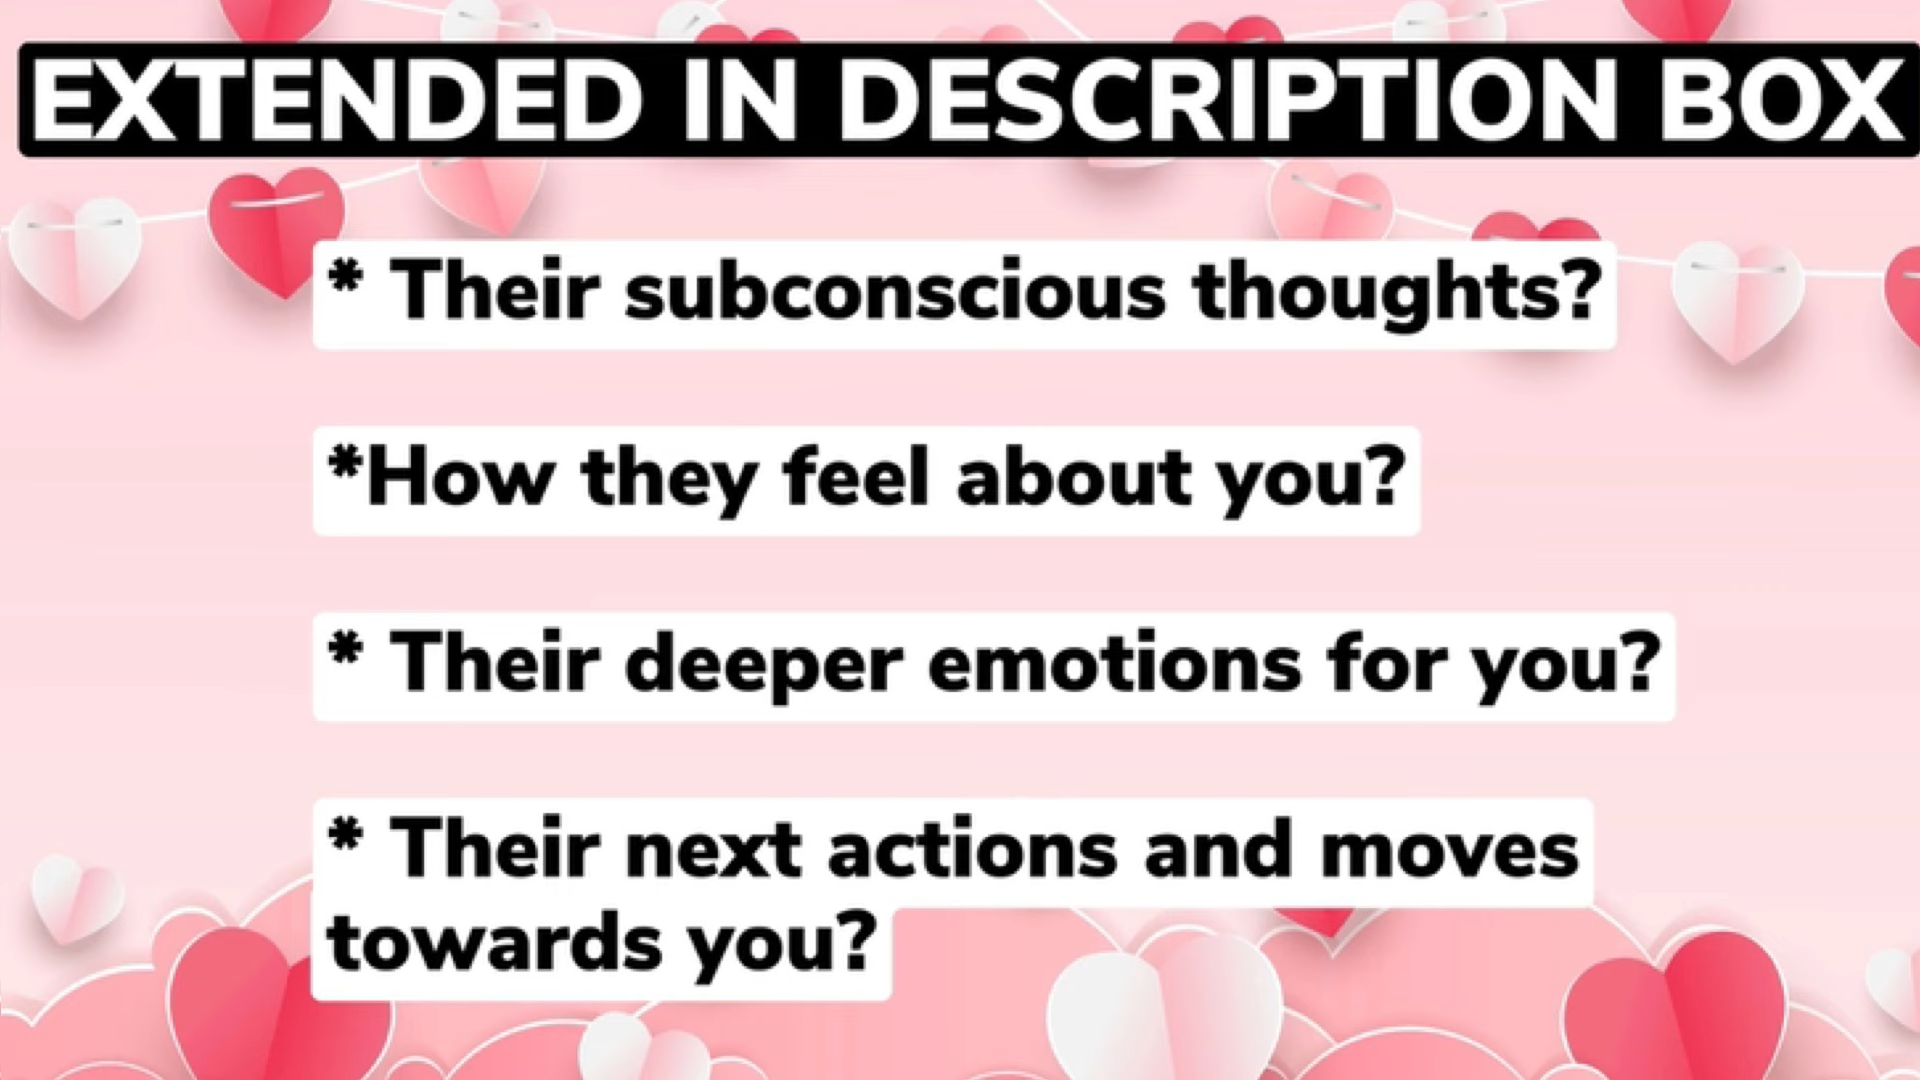 EXTENDED IN DESCRIPTION BOX
* Their subconscious thoughts?
*How they feel about you?
* Their deeper emotions for you?
* Their next actions and moves
towards you?